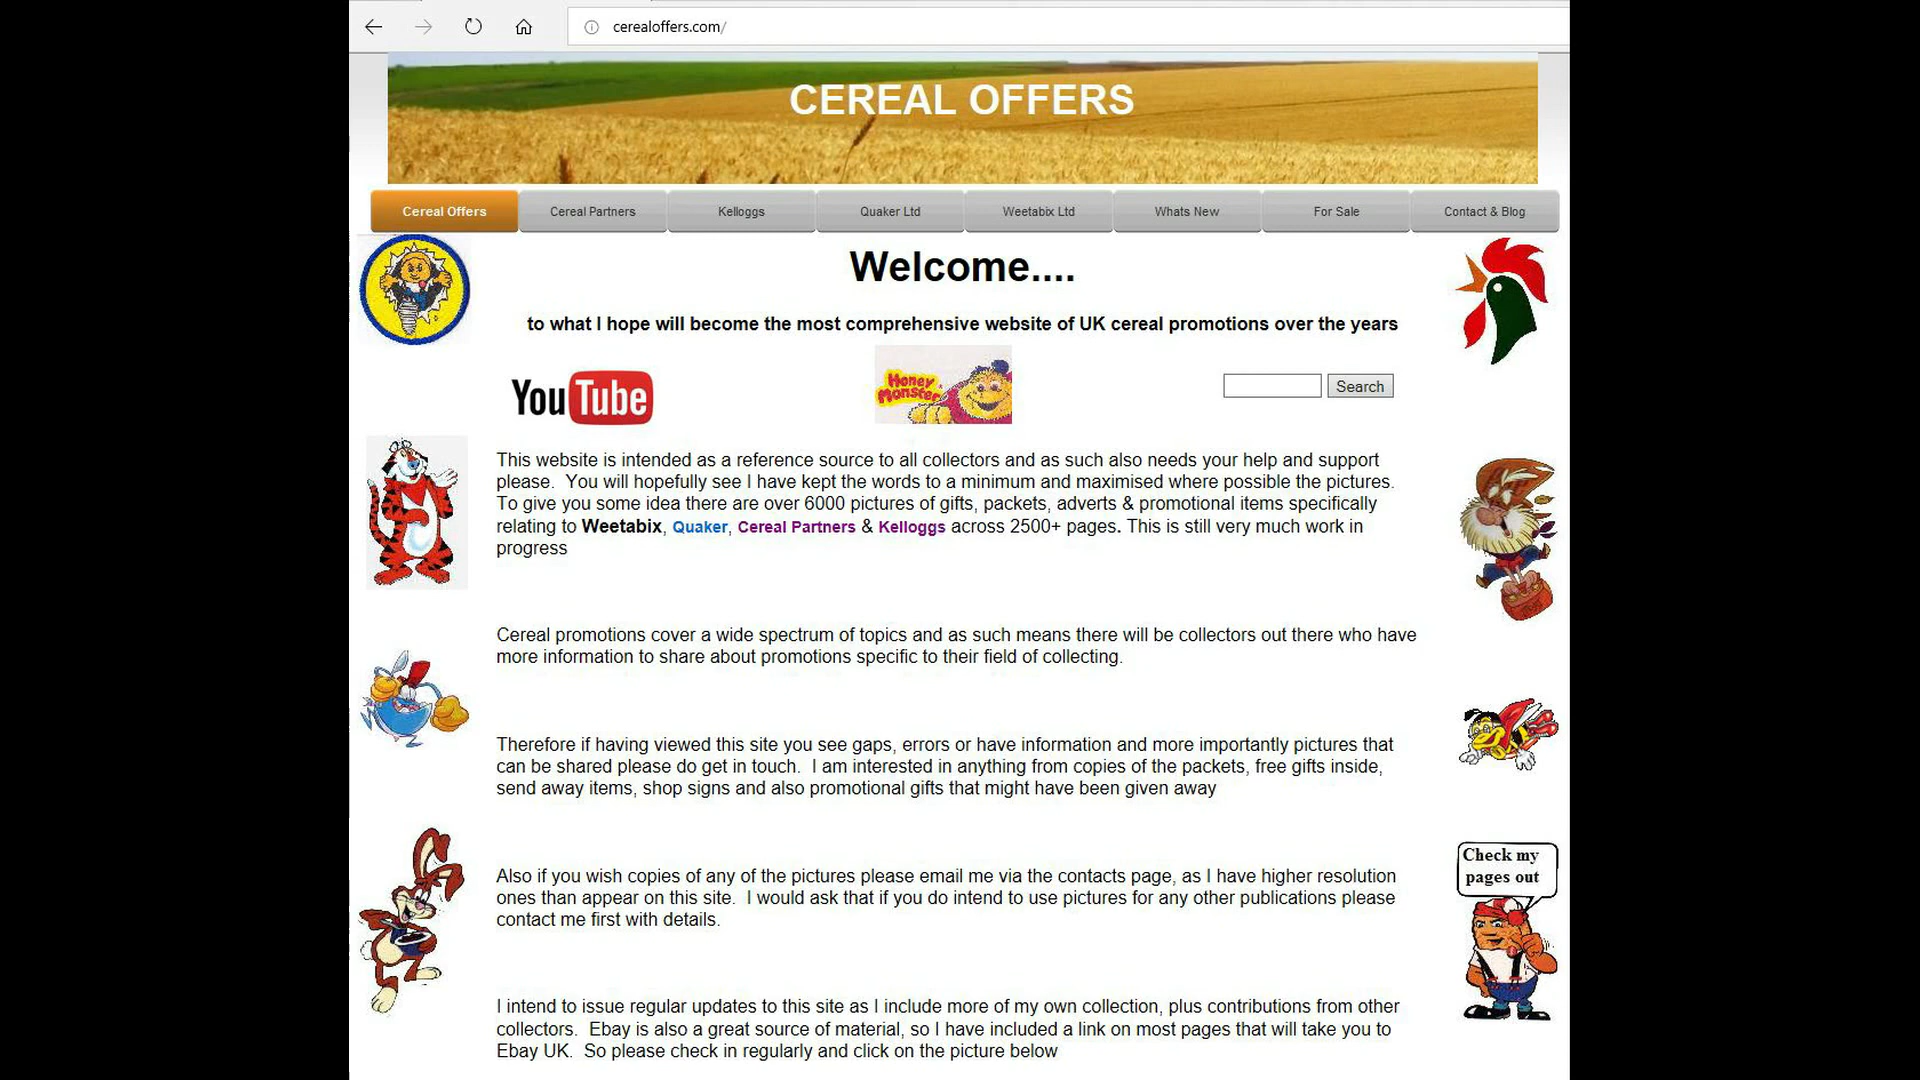 cerealoffers.com/
CEREAL OFFERS
Cereal Offers
Cereal Partners
Kelloggs
Quaker Ltd
Weetabix Ltd
Whats New
For Sale
Contact & Blog
Welcome....
to what I hope will become the most comprehensive website of UK cereal promotions over the years
YouTube
Honey
Monster
Search
This website is intended as a reference source to all collectors and as such also needs your help and support
please.  You will hopefully see I have kept the words to a minimum and maximised where possible the pictures.
To give you some idea there are over 6000 pictures of gifts, packets, adverts & promotional items specifically
relating to Weetabix, Quaker, Cereal Partners & Kelloggs across 2500+ pages. This is still very much work in
progress
Cereal promotions cover a wide spectrum of topics and as such means there will be collectors out there who have
more information to share about promotions specific to their field of collecting.
Therefore if having viewed this site you see gaps, errors or have information and more importantly pictures that
can be shared please do get in touch.  I am interested in anything from copies of the packets, free gifts inside,
send away items, shop signs and also promotional gifts that might have been given away
Check my
pages out
Also if you wish copies of any of the pictures please email me via the contacts page, as I have higher resolution
ones than appear on this site.  I would ask that if you do intend to use pictures for any other publications please
contact me first with details.
I intend to issue regular updates to this site as I include more of my own collection, plus contributions from other
collectors.  Ebay is also a great source of material, so I have included a link on most pages that will take you to
Ebay UK.  So please check in regularly and click on the picture below